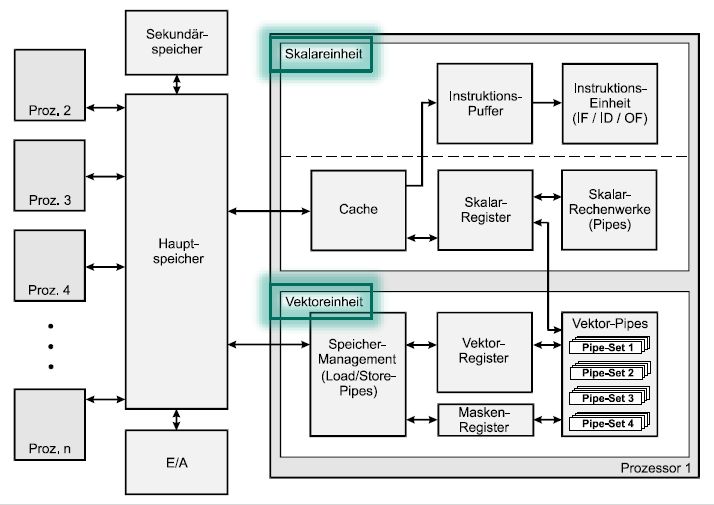 Sekundär-
speicher
Proz. 2
Proz. 3
Proz. 4
Proz. n
Haupt-
speicher
E/A
Skalareinheit
Instruktions-
Puffer
Instruktions-
Einheit
(IF / ID / OF)
Cache
Skalar-
Register
Skalar-
Rechenwerke
(Pipes)
Vektoreinheit
Speicher-
Management
(Load/Store-
Pipes)
Vektor-
Register
Masken-
Register
Vektor-Pipes
Pipe-Set 1
Pipe-Set 2
Pipe-Set 3
Pipe-Set 4
Prozessor 1